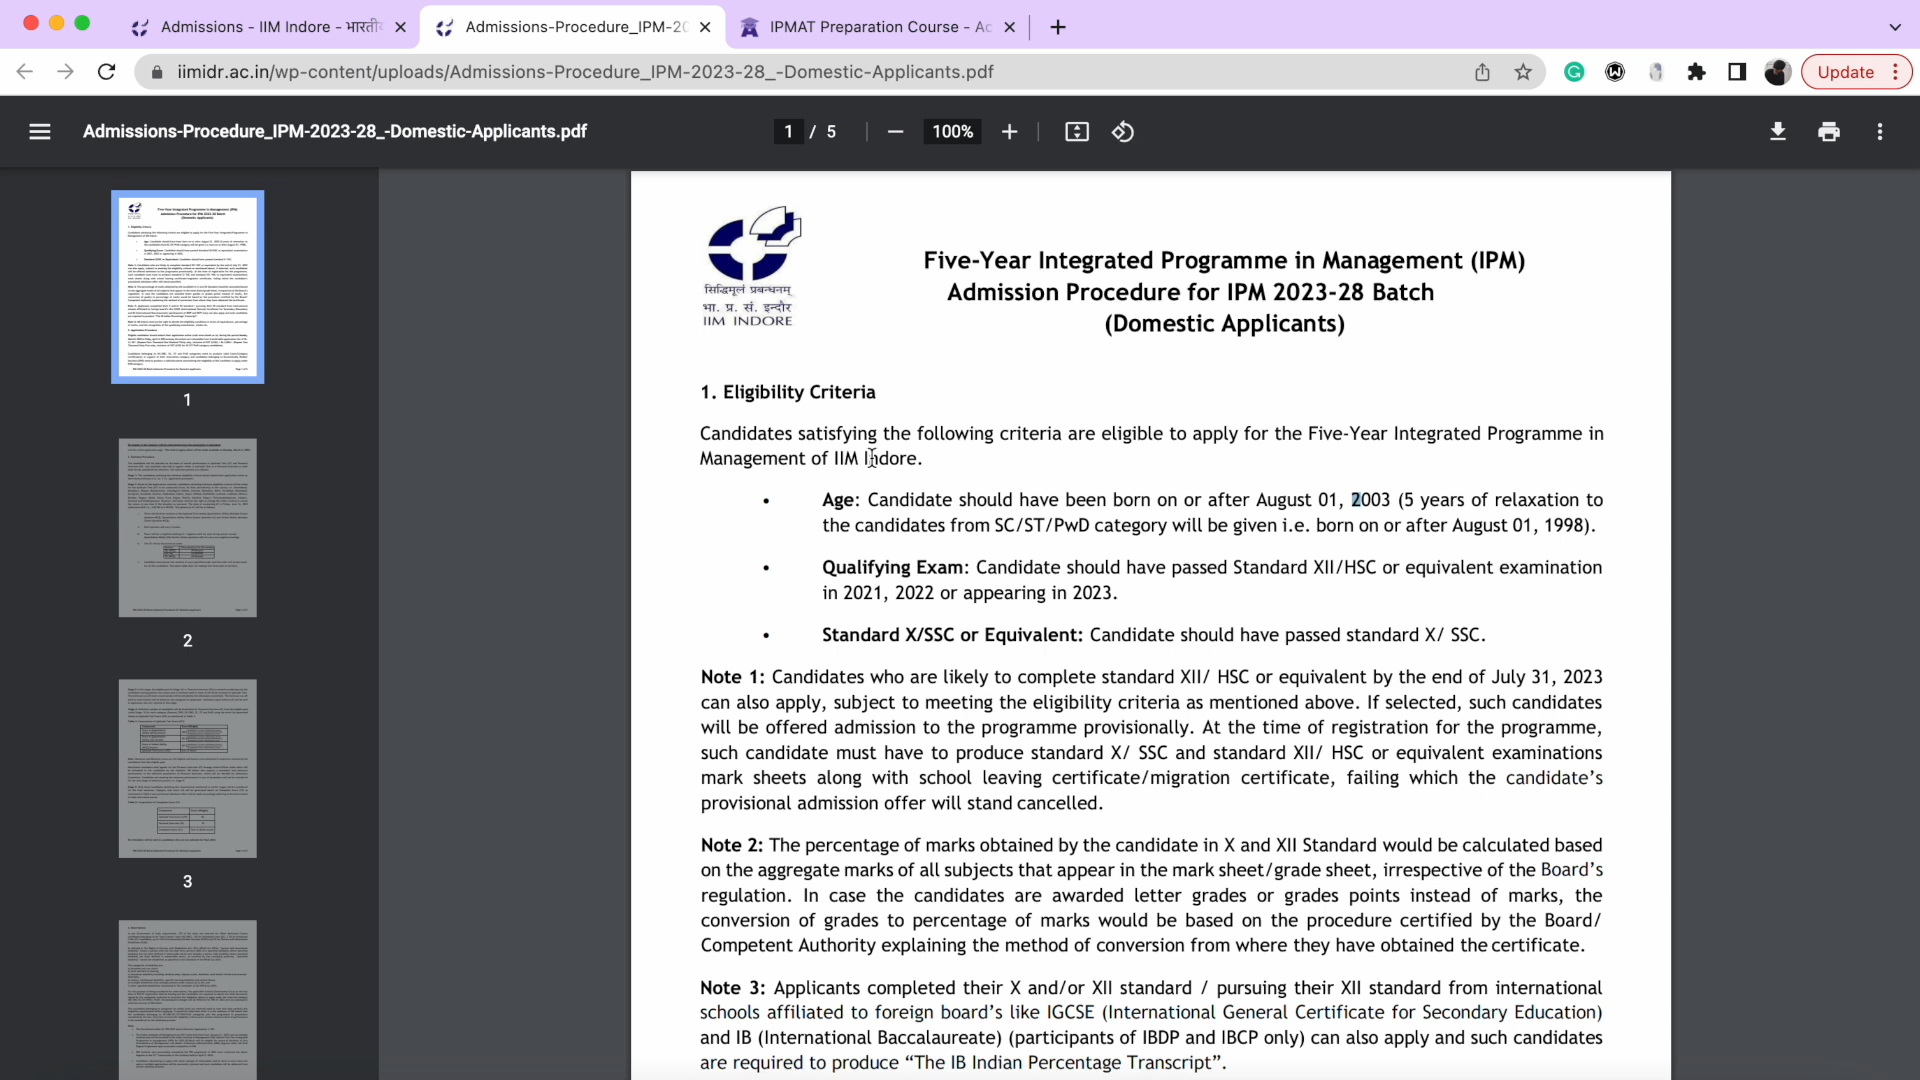 Admissions - IIM Indore - भारतीय
Admissions-Procedure_IPM-20
IPMAT Preparation Course - Ac
iimidr.ac.in/wp-content/uploads/Admissions-Procedure_IPM-2023-28_-Domestic-Applicants.pdf
Update
Admissions-Procedure_IPM-2023-28_-Domestic-Applicants.pdf
1 / 5
100%
1
2
3
सिद्धिमूलं प्रबन्धनम्
भा. प्र. सं. इन्दौर
IIM INDORE
Five-Year Integrated Programme in Management (IPM)
Admission Procedure for IPM 2023-28 Batch
(Domestic Applicants)
1. Eligibility Criteria
Candidates satisfying the following criteria are eligible to apply for the Five-Year Integrated Programme in
Management of IIM Indore.
• Age: Candidate should have been born on or after August 01, 2003 (5 years of relaxation to
the candidates from SC/ST/PwD category will be given i.e. born on or after August 01, 1998).
• Qualifying Exam: Candidate should have passed Standard XII/HSC or equivalent examination
in 2021, 2022 or appearing in 2023.
• Standard X/SSC or Equivalent: Candidate should have passed standard X/ SSC.
Note 1: Candidates who are likely to complete standard XII/ HSC or equivalent by the end of July 31, 2023
can also apply, subject to meeting the eligibility criteria as mentioned above. If selected, such candidates
will be offered admission to the programme provisionally. At the time of registration for the programme,
such candidate must have to produce standard X/ SSC and standard XII/ HSC or equivalent examinations
mark sheets along with school leaving certificate/migration certificate, failing which the candidate’s
provisional admission offer will stand cancelled.
Note 2: The percentage of marks obtained by the candidate in X and XII Standard would be calculated based
on the aggregate marks of all subjects that appear in the mark sheet/grade sheet, irrespective of the Board’s
regulation. In case the candidates are awarded letter grades or grades points instead of marks, the
conversion of grades to percentage of marks would be based on the procedure certified by the Board/
Competent Authority explaining the method of conversion from where they have obtained the certificate.
Note 3: Applicants completed their X and/or XII standard / pursuing their XII standard from international
schools affiliated to foreign board’s like IGCSE (International General Certificate for Secondary Education)
and IB (International Baccalaureate) (participants of IBDP and IBCP only) can also apply and such candidates
are required to produce “The IB Indian Percentage Transcript”.